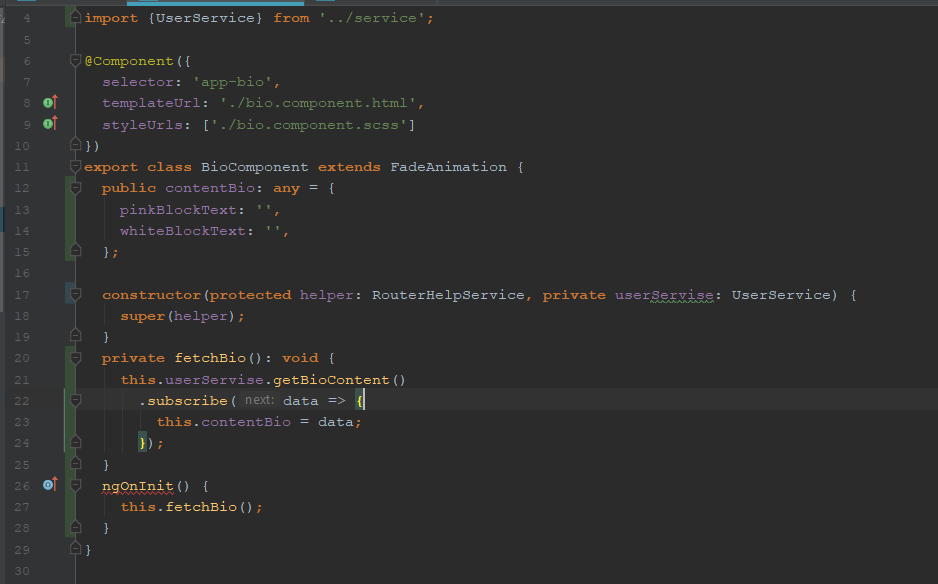 4 import {UserService} from '../service';
5
6 @Component({
7 selector: 'app-bio',
8 templateUrl: './bio.component.html',
9 styleUrls: ['./bio.component.scss']
10 })
11 export class BioComponent extends FadeAnimation {
12 public contentBio: any = {
13 pinkBlockText: '',
14 whiteBlockText: '',
15 };
16
17 constructor(protected helper: RouterHelpService, private userServise: UserService) {
18 super(helper);
19 }
20 private fetchBio(): void {
21 this.userServise.getBioContent()
22 .subscribe( next: data => {
23 this.contentBio = data;
24 });
25 }
26 ngOnInit() {
27 this.fetchBio();
28 }
29 }
30